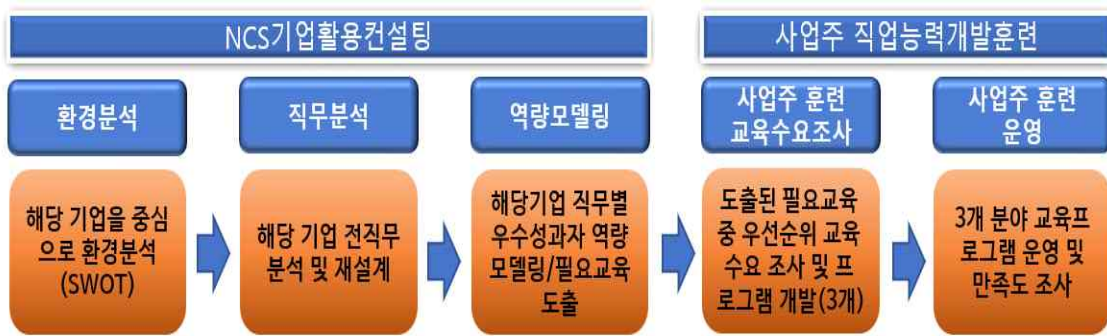 NCS기업활용컨설팅
사업주 직업능력개발훈련
환경분석
직무분석
역량모델링
사업주 훈련
교육수요조사
사업주 훈련
운영
해당 기업을 중심
으로 환경분석
(SWOT)
해당 기업 전직무
분석 및 재설계
해당기업 직무별
우수성과자 역량
모델링/필요교육
도출
도출된 필요교육
중 우선순위 교육
수요 조사 및 프
로그램 개발(3개)
3개 분야 교육프
로그램 운영 및
만족도 조사